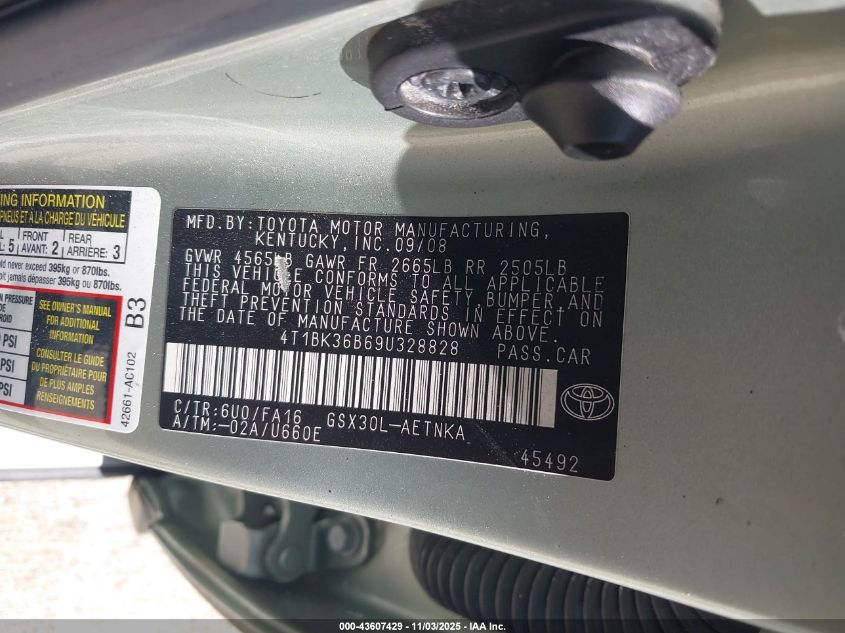 ING INFORMATION
PNEUS ET À LA CHARGE DU VÉHICULE
L 5 FRONT AVANT: 2 REAR ARRIÈRE: 3
ld never exceed 395kg or 870lbs.
it jamais dépasser 395kg ou 870lbs.
PRESSURE
SEE OWNER'S MANUAL
FOR ADDITIONAL
INFORMATION
CONSULTER LE GUIDE
DU PROPRIÉTAIRE POUR
DE PLUS AMPLES
RENSEIGNEMENTS
PSI
PSI
PSI
B3
42661-AC102
MFD.BY:TOYOTA MOTOR MANUFACTURING,
KENTUCKY,INC.09/08
GVWR 4565LB GAWR FR 2665LB RR 2505LB
THIS VEHICLE CONFORMS TO ALL APPLICABLE
FEDERAL MOTOR VEHICLE SAFETY,BUMPER AND
THEFT PREVENTION STANDARDS IN EFFECT ON
THE DATE OF MANUFACTURE SHOWN ABOVE.
4T1BK36B69U328828 PASS.CAR
C/TR:6U0/FA16 GSX30L-AETNKA
A/TM:-02A/U660E
45492
000-43607429 - 11/03/2025 - IAA Inc.